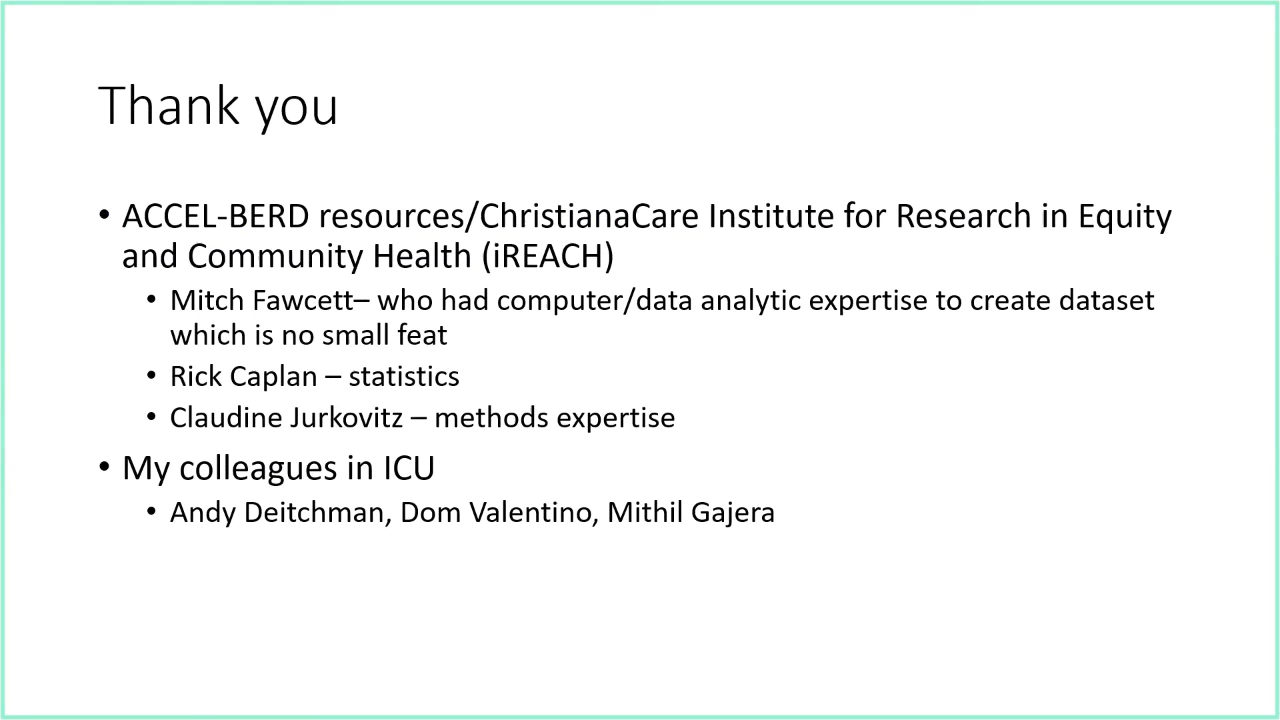 Thank you
• ACCEL-BERD resources/ChristianaCare Institute for Research in Equity
and Community Health (iREACH)
• Mitch Fawcett– who had computer/data analytic expertise to create dataset
which is no small feat
• Rick Caplan – statistics
• Claudine Jurkovitz – methods expertise
• My colleagues in ICU
• Andy Deitchman, Dom Valentino, Mithil Gajera